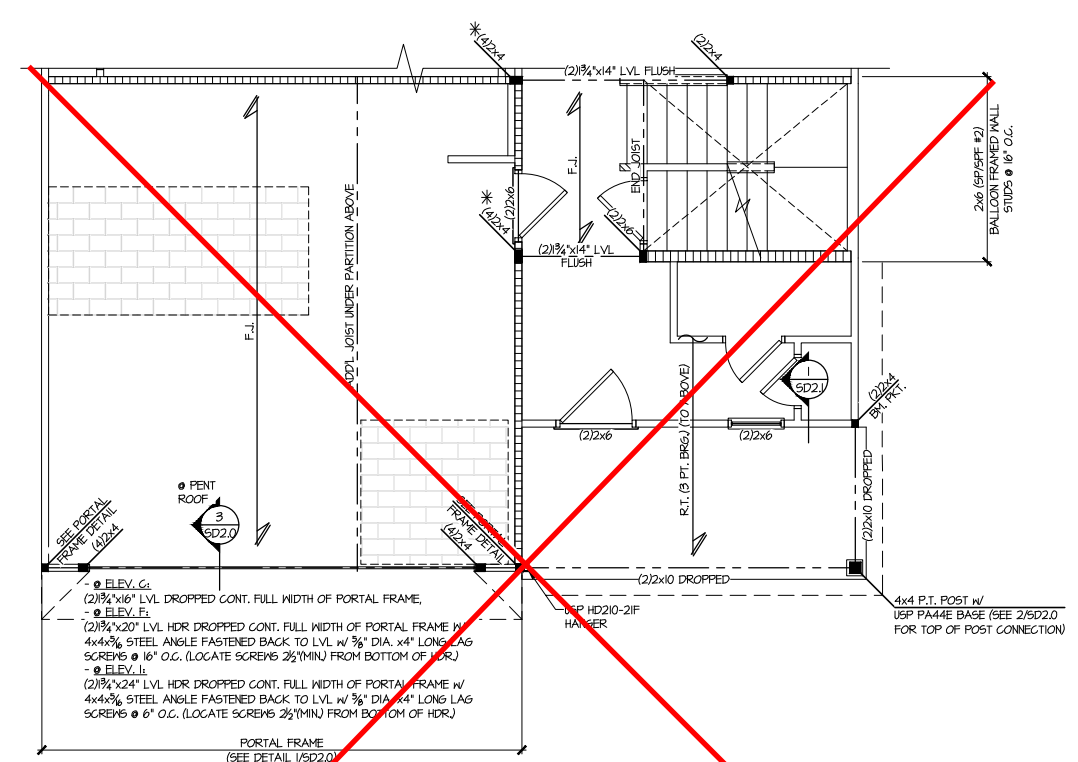 ✳
(4)2x4
(2)2x4
(2)1¾"x14" LVL FLUSH
F.J.
END JOIST
2x6 (SP/SPF #2)
BALLOON FRAMED WALL
STUDS @ 16" O.C.
✳
(4)2x4
(2)2x6
(2)2x6
(2)1¾"x14" LVL
FLUSH
ADD'L JOIST UNDER PARTITION ABOVE
F.J.
R.T. (3 PT. BRG.) (TO ABOVE)
1
SD2.1
(2)2x4
BM. PKT.
(2)2x6
(2)2x6
(2)2x10 DROPPED
@ PENT
ROOF
3
SD2.0
SEE PORTAL
FRAME DETAIL
(4)2x4
SEE PORTAL
FRAME DETAIL
(4)2x4
(2)2x10 DROPPED
- @ ELEV. C:
(2)1¾"x16" LVL DROPPED CONT. FULL WIDTH OF PORTAL FRAME,
- @ ELEV. F:
(2)1¾"x20" LVL HDR DROPPED CONT. FULL WIDTH OF PORTAL FRAME W/
4x4x5/16 STEEL ANGLE FASTENED BACK TO LVL w/ ⅝" DIA. x4" LONG LAG
SCREWS @ 16" O.C. (LOCATE SCREWS 2½"(MIN.) FROM BOTTOM OF HDR.)
- @ ELEV. I:
(2)1¾"x24" LVL HDR DROPPED CONT. FULL WIDTH OF PORTAL FRAME w/
4x4x5/16 STEEL ANGLE FASTENED BACK TO LVL w/ ⅝" DIA. x4" LONG LAG
SCREWS @ 6" O.C. (LOCATE SCREWS 2½"(MIN.) FROM BOTTOM OF HDR.)
USP HD210-2IF
HANGER
4x4 P.T. POST w/
USP PA44E BASE (SEE 2/SD2.0
FOR TOP OF POST CONNECTION)
PORTAL FRAME
(SEE DETAIL 1/SD2.0)